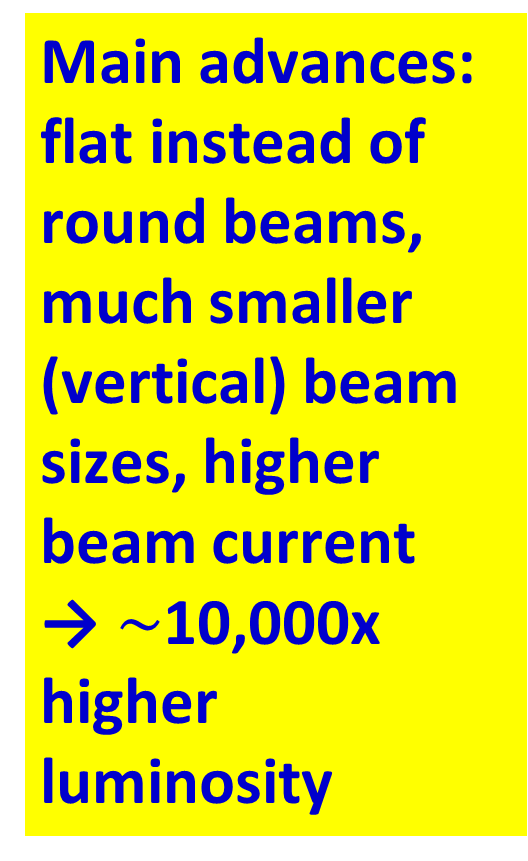 Main advances:
flat instead of
round beams,
much smaller
(vertical) beam
sizes, higher
beam current
→ ~10,000x
higher
luminosity